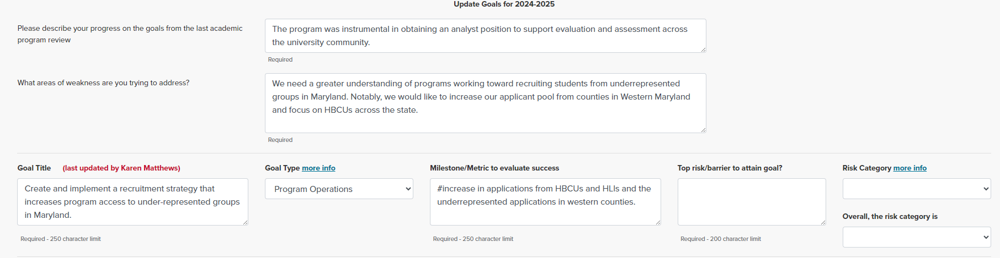 Update Goals for 2024-2025
Please describe your progress on the goals from the last academic
program review
The program was instrumental in obtaining an analyst position to support evaluation and assessment across
the university community.
Required
What areas of weakness are you trying to address?
We need a greater understanding of programs working toward recruiting students from underrepresented
groups in Maryland. Notably, we would like to increase our applicant pool from counties in Western Maryland
and focus on HBCUs across the state.
Required
Goal Title (last updated by Karen Matthews)
Create and implement a recruitment strategy that
increases program access to under-represented groups
in Maryland.
Required - 250 character limit
Goal Type more info
Program Operations
Milestone/Metric to evaluate success
#increase in applications from HBCUs and HLIs and the
underrepresented applications in western counties.
Required - 250 character limit
Top risk/barrier to attain goal?
Required - 200 character limit
Risk Category more info
Overall, the risk category is